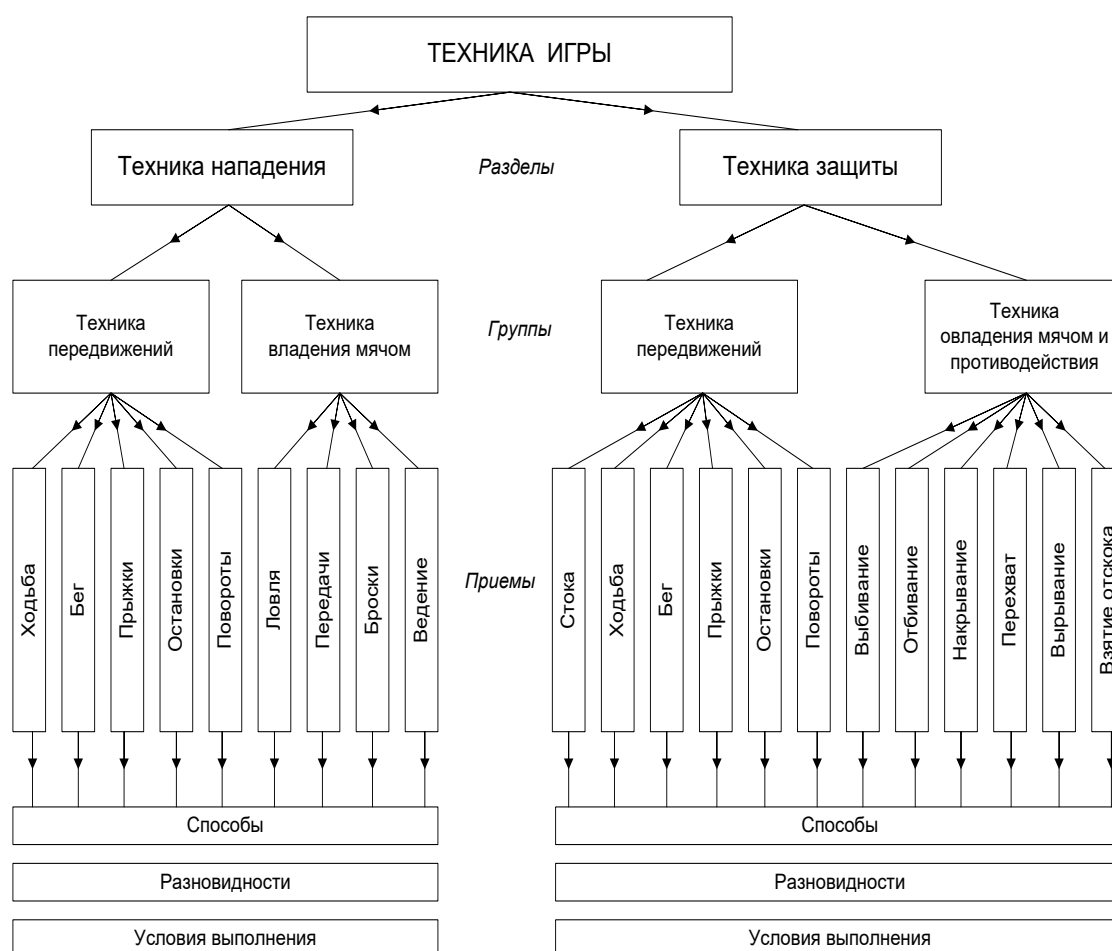 ТЕХНИКА ИГРЫ
Техника нападения
Разделы
Техника защиты
Техника
передвижений
Техника
владения мячом
Группы
Техника
передвижений
Техника
овладения мячом и
противодействия
Ходьба
Бег
Прыжки
Остановки
Повороты
Ловля
Передачи
Броски
Ведение
Приемы
Стока
Ходьба
Бег
Прыжки
Остановки
Повороты
Выбивание
Отбивание
Накрывание
Перехват
Вырывание
Взятие отскока
Способы
Способы
Разновидности
Разновидности
Условия выполнения
Условия выполнения